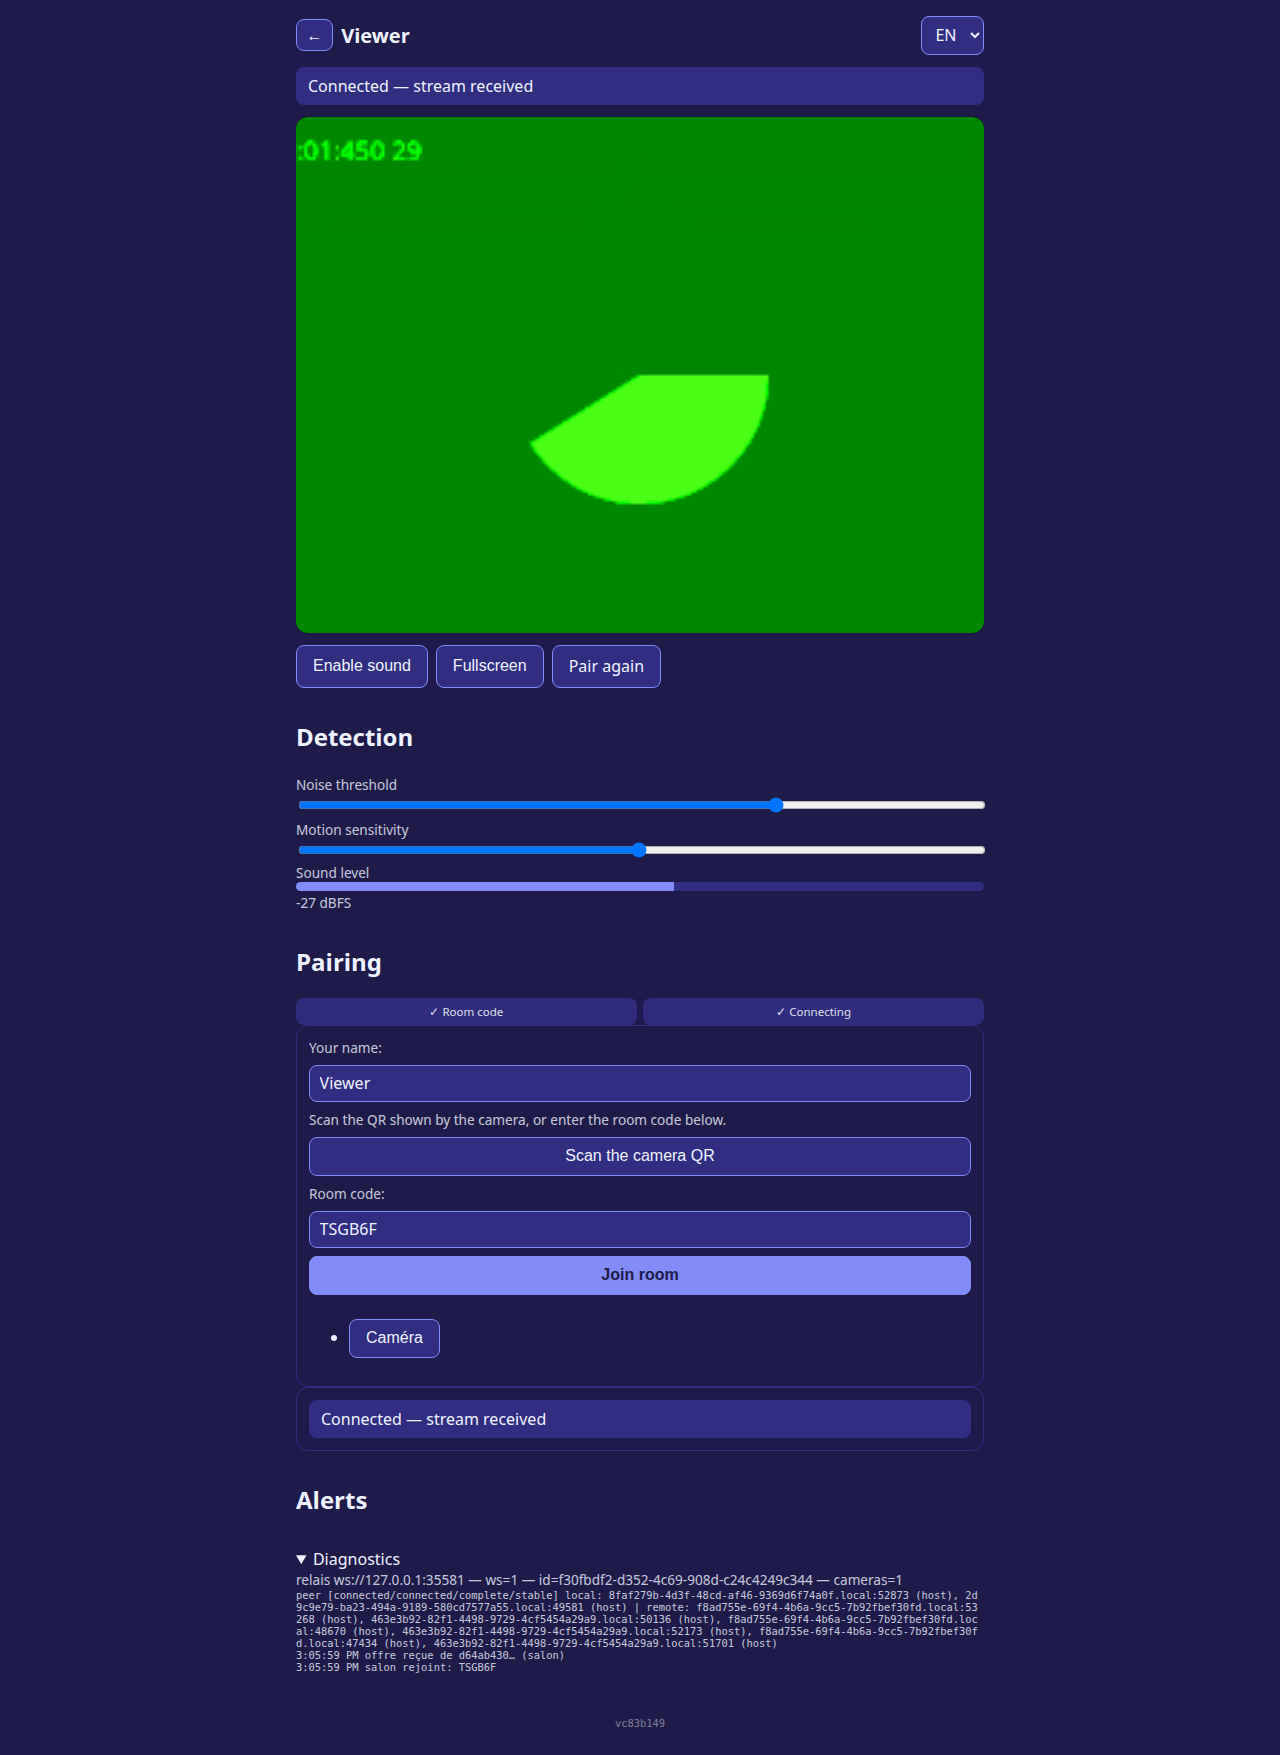 ← Viewer EN
Connected — stream received
:01:450 29
Enable sound Fullscreen Pair again
Detection
Noise threshold
Motion sensitivity
Sound level
-27 dBFS
Pairing
✓ Room code ✓ Connecting
Your name:
Viewer
Scan the QR shown by the camera, or enter the room code below.
Scan the camera QR
Room code:
TSGB6F
Join room
• Caméra
Connected — stream received
Alerts
▼ Diagnostics
relais ws://127.0.0.1:35581 — ws=1 — id=f30fbdf2-d352-4c69-908d-c24c4249c344 — cameras=1
peer [connected/connected/complete/stable] local: 8faf279b-4d3f-48cd-af46-9369d6f74a0f.local:52873 (host), 2d
9c9e79-ba23-494a-9189-580cd7577a55.local:49581 (host) | remote: f8ad755e-69f4-4b6a-9cc5-7b92fbef30fd.local:53
268 (host), 463e3b92-82f1-4498-9729-4cf5454a29a9.local:50136 (host), f8ad755e-69f4-4b6a-9cc5-7b92fbef30fd.loc
al:48670 (host), 463e3b92-82f1-4498-9729-4cf5454a29a9.local:52173 (host), f8ad755e-69f4-4b6a-9cc5-7b92fbef30f
d.local:47434 (host), 463e3b92-82f1-4498-9729-4cf5454a29a9.local:51701 (host)
3:05:59 PM offre reçue de d64ab430… (salon)
3:05:59 PM salon rejoint: TSGB6F
vc83b149